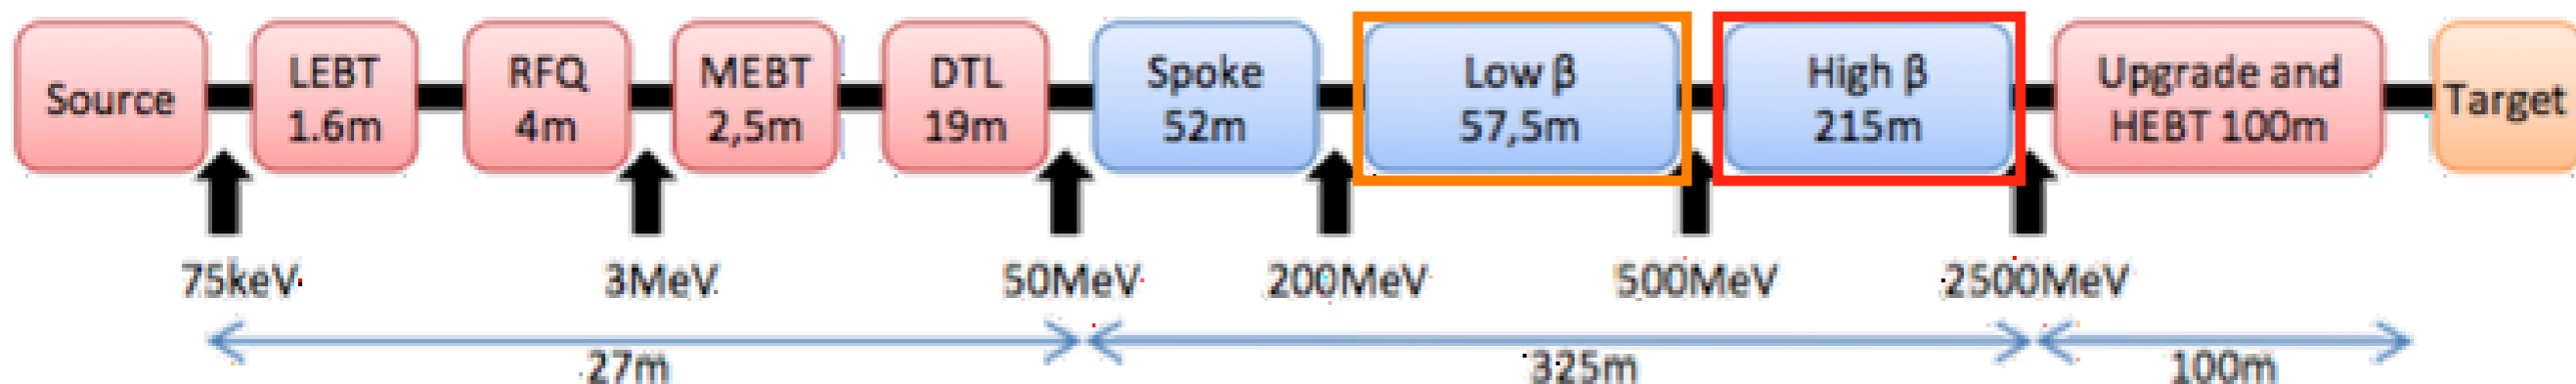 Source
LEBT
1.6m
RFQ
4m
MEBT
2,5m
DTL
19m
Spoke
52m
Low β
57,5m
High β
215m
Upgrade and
HEBT 100m
Target
75keV
3MeV
50MeV
200MeV
500MeV
2500MeV
27m
325m
100m